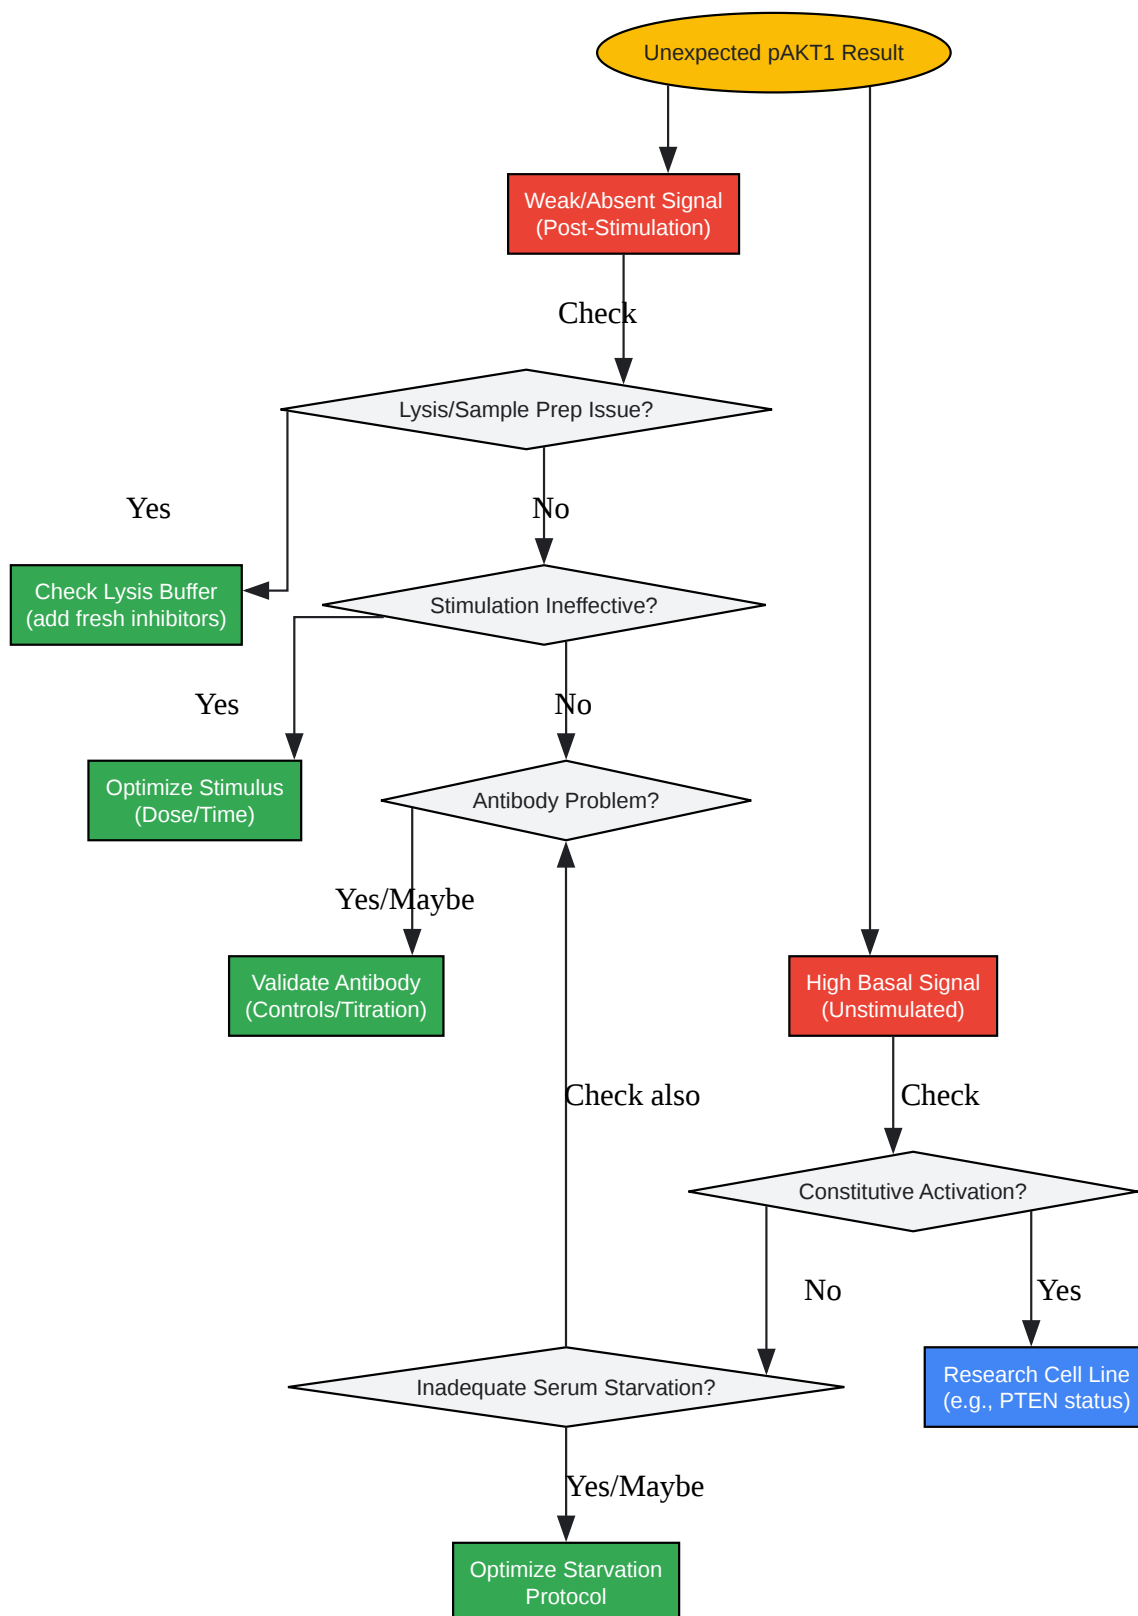 Unexpected pAKT1 Result
Weak/Absent Signal
(Post-Stimulation)
Check
Lysis/Sample Prep Issue?
Yes
No
Check Lysis Buffer
(add fresh inhibitors)
Stimulation Ineffective?
Yes
No
Optimize Stimulus
(Dose/Time)
Antibody Problem?
Yes/Maybe
Validate Antibody
(Controls/Titration)
High Basal Signal
(Unstimulated)
Check also
Check
Constitutive Activation?
No
Yes
Inadequate Serum Starvation?
Research Cell Line
(e.g., PTEN status)
Yes/Maybe
Optimize Starvation
Protocol